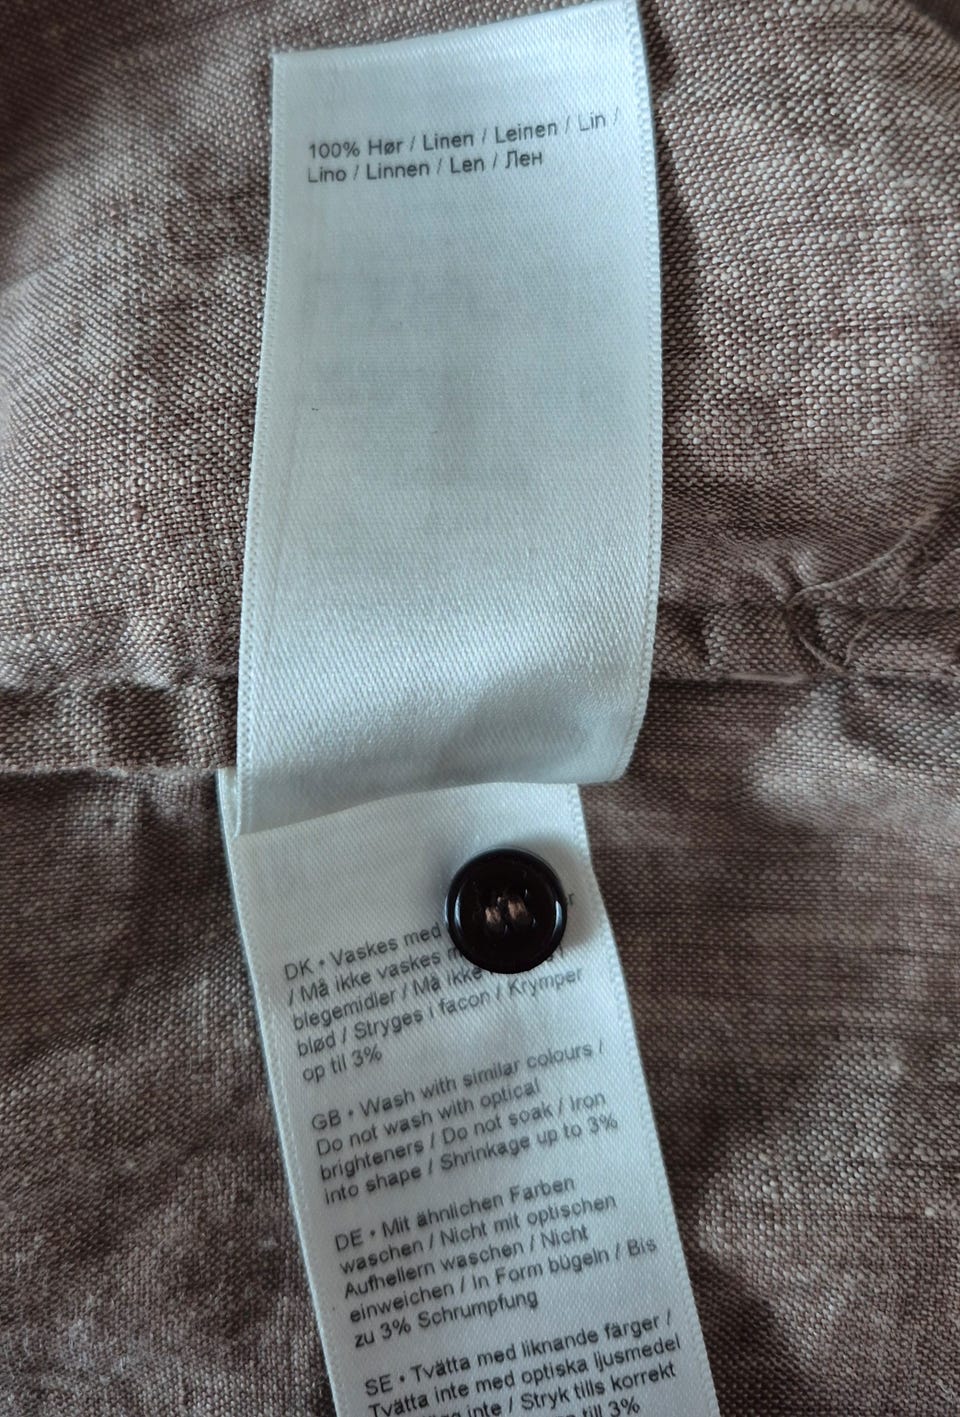 100% Hør / Linen / Leinen / Lin /
Lino / Linnen / Len / Лен
DK • Vaskes med
/ Må ikke vaskes
blegemidler / Må ikke
blød / Stryges i facon / Krymper
op til 3%
GB • Wash with similar colours /
Do not wash with optical
brighteners / Do not soak / Iron
into shape / Shrinkage up to 3%
DE • Mit ähnlichen Farben
waschen / Nicht mit optischen
Aufhellern waschen / Nicht
einweichen / In Form bügeln / Bis
zu 3% Schrumpfung
SE • Tvätta med liknande färger /
Tvätta inte med optiska ljusmedel
inte / Stryk tills korrekt
till 3%